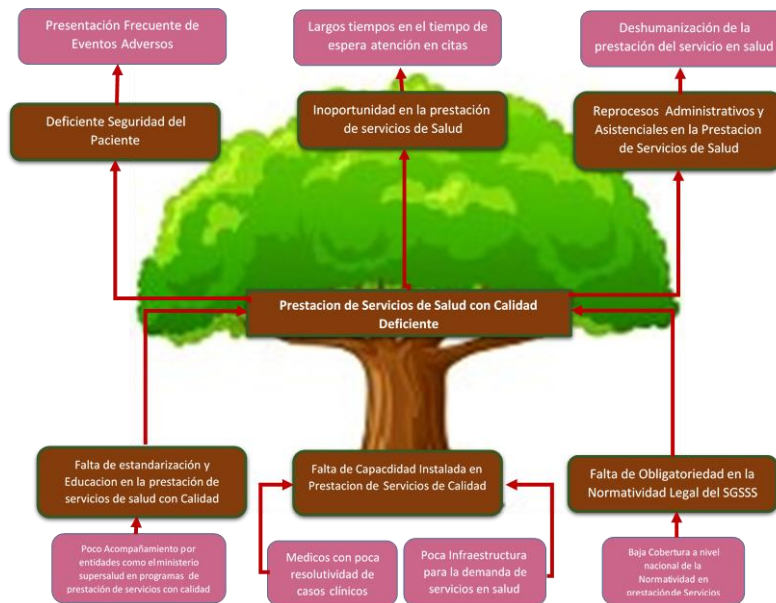 Presentación Frecuente de
Eventos Adversos
Largos tiempos en el tiempo de
espera atención en citas
Deshumanización de la
prestación del servicio en salud
Deficiente Seguridad del
Paciente
Inoportunidad en la prestación
de servicios de Salud
Reprocesos Administrativos y
Asistenciales en la Prestacion
de Servicios de Salud
Prestacion de Servicios de Salud con Calidad
Deficiente
Falta de estandarización y
Educacion en la prestación de
servicios de salud con Calidad
Falta de Capacdidad Instalada en
Prestacion de Servicios de Calidad
Falta de Obligatoriedad en la
Normatividad Legal del SGSSS
Poco Acompañamiento por
entidades como el ministerio
supersalud en programas de
prestación de servicios con calidad
Medicos con poca
resolutividad de
casos clínicos
Poca Infraestructura
para la demanda de
servicios en salud
Baja Cobertura a nivel
nacional de la
Normatividad en
prestación de Servicios